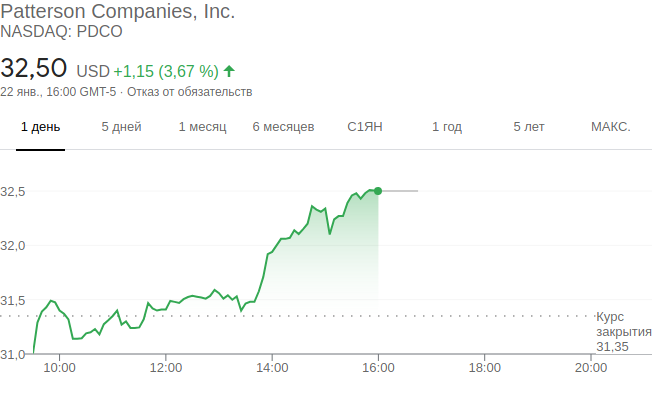 Patterson Companies, Inc.
NASDAQ: PDCO
32,50 USD +1,15 (3,67 %)
22 янв., 16:00 GMT-5 · Отказ от обязательств
1 день 5 дней 1 месяц 6 месяцев С1ЯН 1 год 5 лет МАКС.
32,5
32,0
31,5
31,0
Курс
закрытия
31,35
10:00 12:00 14:00 16:00 18:00 20:00